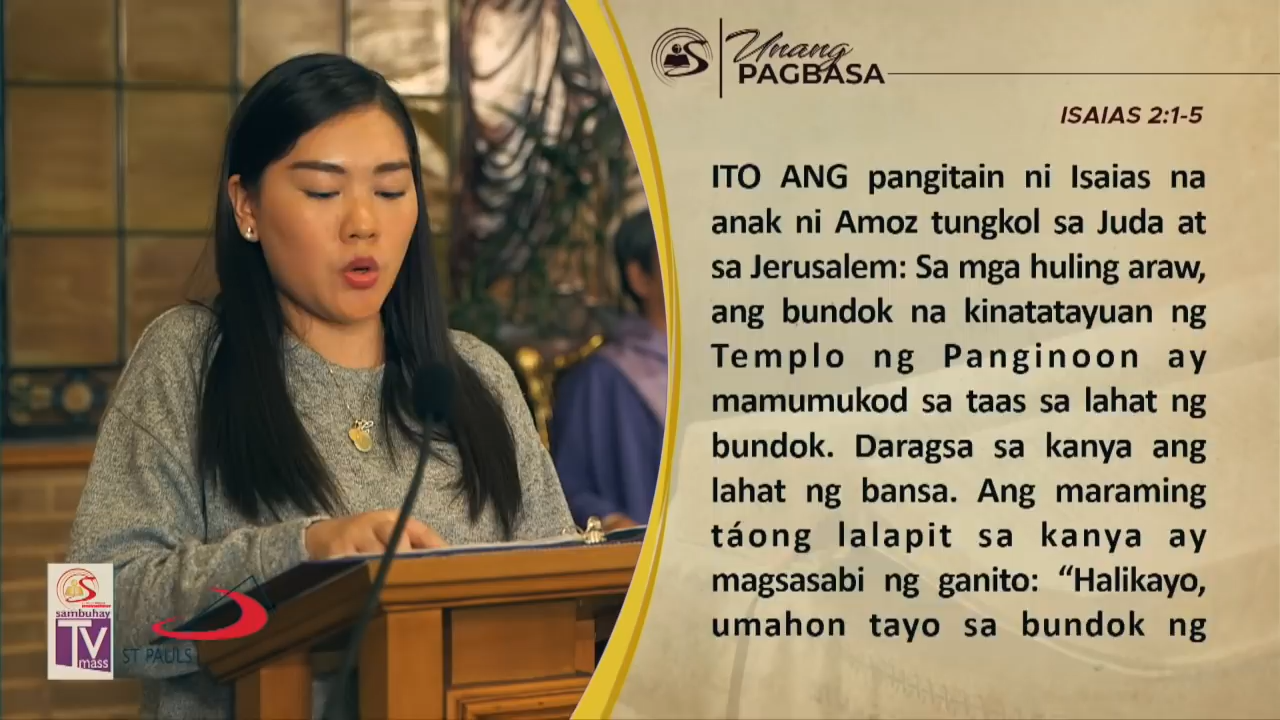 Unang
PAGBASA
ISAIAS 2:1-5
ITO ANG pangitain ni Isaias na
anak ni Amoz tungkol sa Juda at
sa Jerusalem: Sa mga huling araw,
ang bundok na kinatatayuan ng
Templo ng Panginoon ay
mamumukod sa taas sa lahat ng
bundok. Daragsa sa kanya ang
lahat ng bansa. Ang maraming
táong lalapit sa kanya ay
magsasabi ng ganito: “Halikayo,
umahon tayo sa bundok ng
sambuhay
TV
mass
ST PAULS